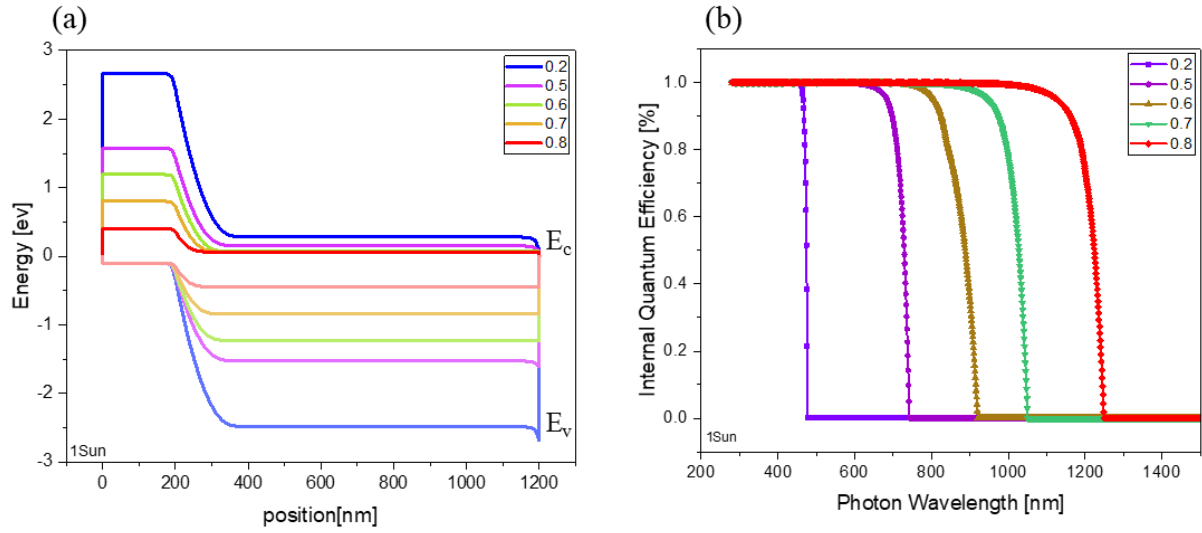 (a)
3
2
1
0
-1
-2
-3
Energy [ev]
0.2
0.5
0.6
0.7
0.8
E_c
E_v
1Sun
0 200 400 600 800 1000 1200
position[nm]
(b)
1.0
0.8
0.6
0.4
0.2
0.0
Internal Quantum Efficiency [%]
0.2
0.5
0.6
0.7
0.8
1Sun
200 400 600 800 1000 1200 1400
Photon Wavelength [nm]